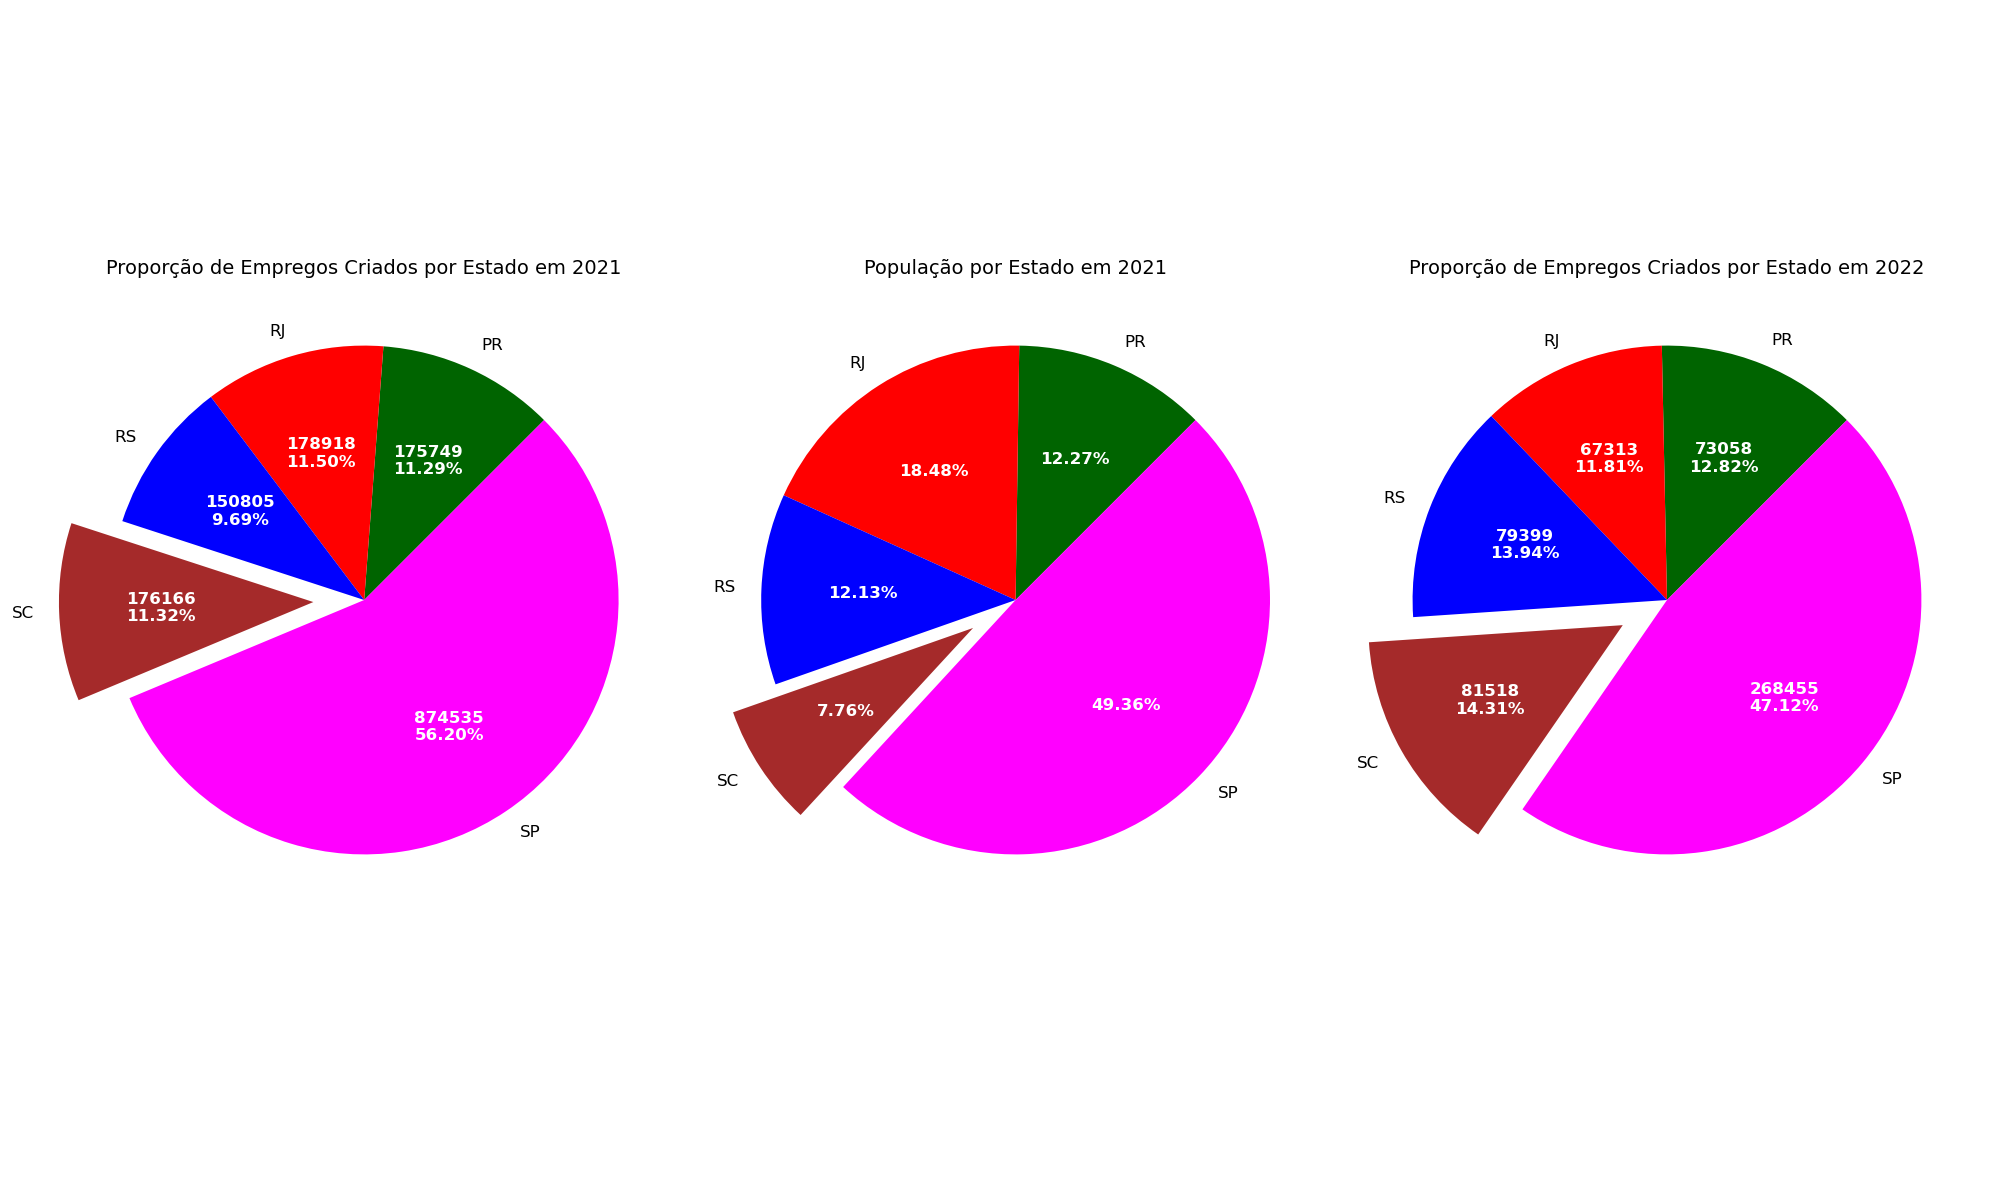 Proporção de Empregos Criados por Estado em 2021
RJ
PR
RS
178918
11.50%
175749
11.29%
150805
9.69%
SC
176166
11.32%
874535
56.20%
SP
População por Estado em 2021
PR
RJ
12.27%
18.48%
RS
12.13%
7.76%
49.36%
SC
SP
Proporção de Empregos Criados por Estado em 2022
RJ
PR
67313
11.81%
73058
12.82%
RS
79399
13.94%
81518
14.31%
268455
47.12%
SC
SP